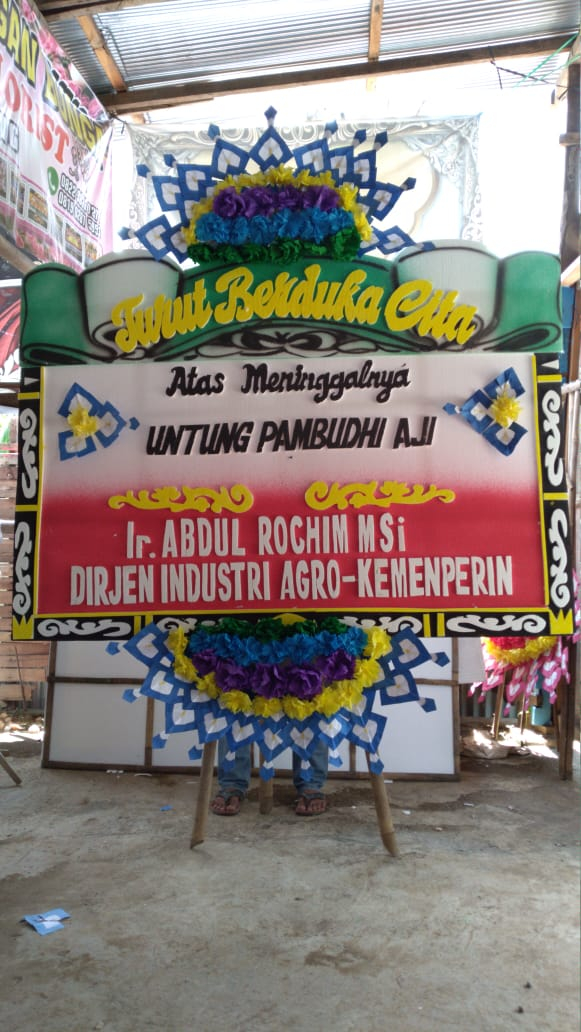 Turut Berduka Cita
Atas Meninggalnya
UNTUNG PAMBUDHI AJI
Ir. ABDUL ROCHIM MSi
DIRJEN INDUSTRI AGRO-KEMENPERIN